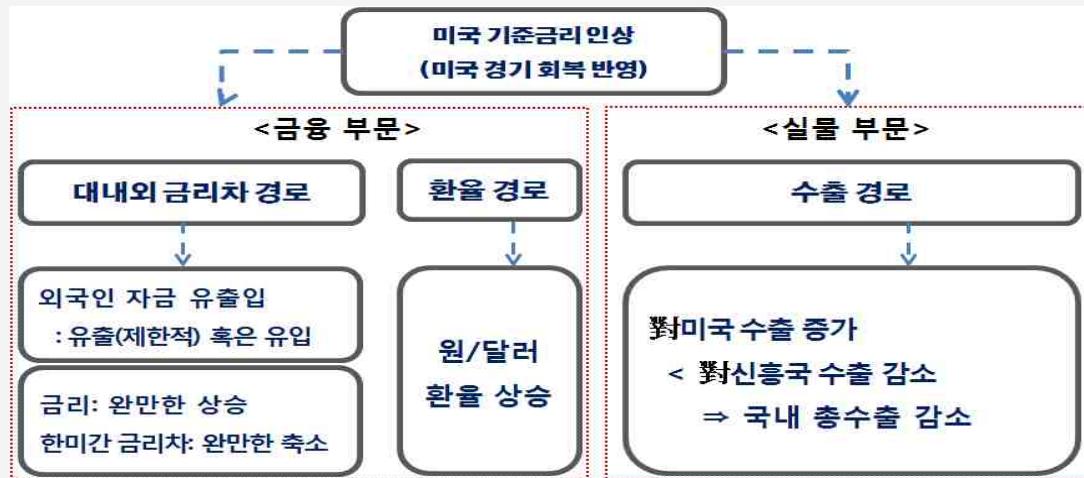 미국 기준금리 인상
(미국 경기 회복 반영)
<금융 부문>
대내외 금리차 경로
환율 경로
외국인 자금 유출입
: 유출(제한적) 혹은 유입
금리: 완만한 상승
한미간 금리차: 완만한 축소
원/달러
환율 상승
<실물 부문>
수출 경로
對미국 수출 증가
< 對신흥국 수출 감소
⇒ 국내 총수출 감소